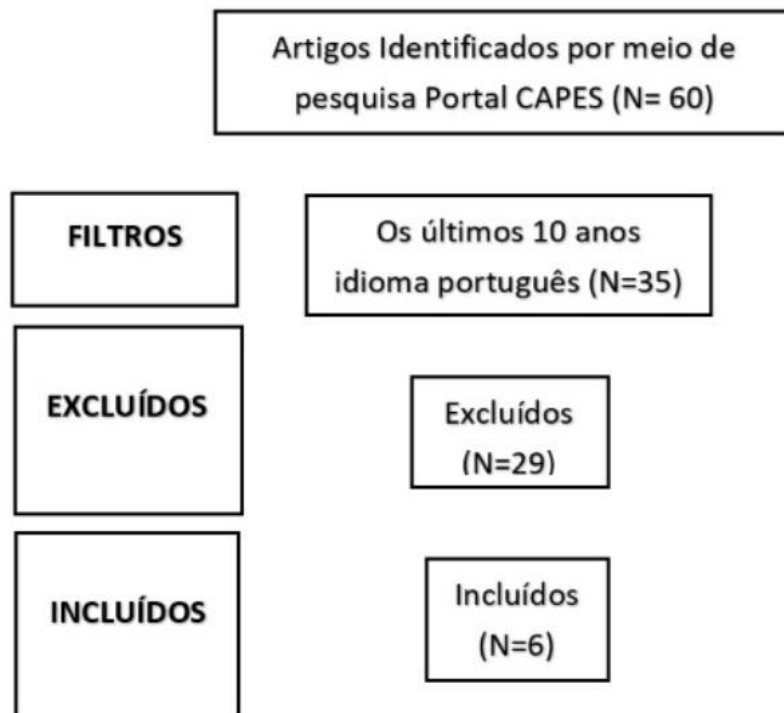 Artigos Identificados por meio de
pesquisa Portal CAPES (N= 60)
FILTROS
Os últimos 10 anos
idioma português (N=35)
EXCLUÍDOS
Excluídos
(N=29)
INCLUÍDOS
Incluídos
(N=6)